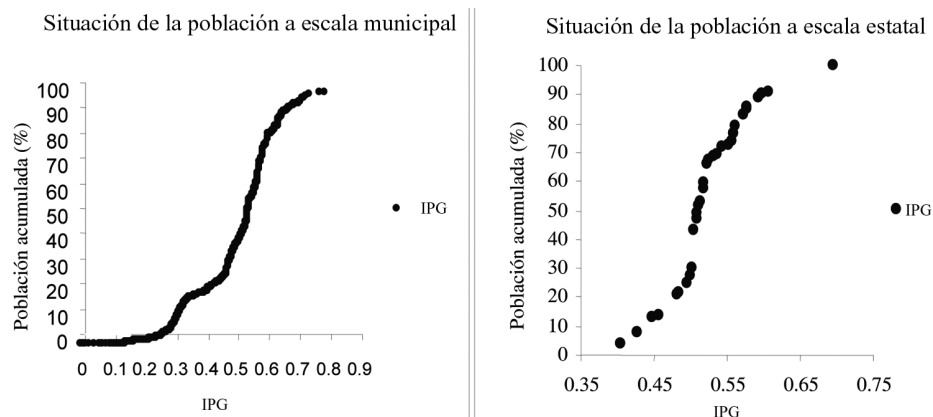 Situación de la población a escala municipal
Población acumulada (%)
100
90
80
70
60
50
40
30
20
10
0
0 0.1 0.2 0.3 0.4 0.5 0.6 0.7 0.8 0.9
IPG
IPG
Situación de la población a escala estatal
Población acumulada (%)
100
90
80
70
60
50
40
30
20
10
0
0.35 0.45 0.55 0.65 0.75
IPG
IPG